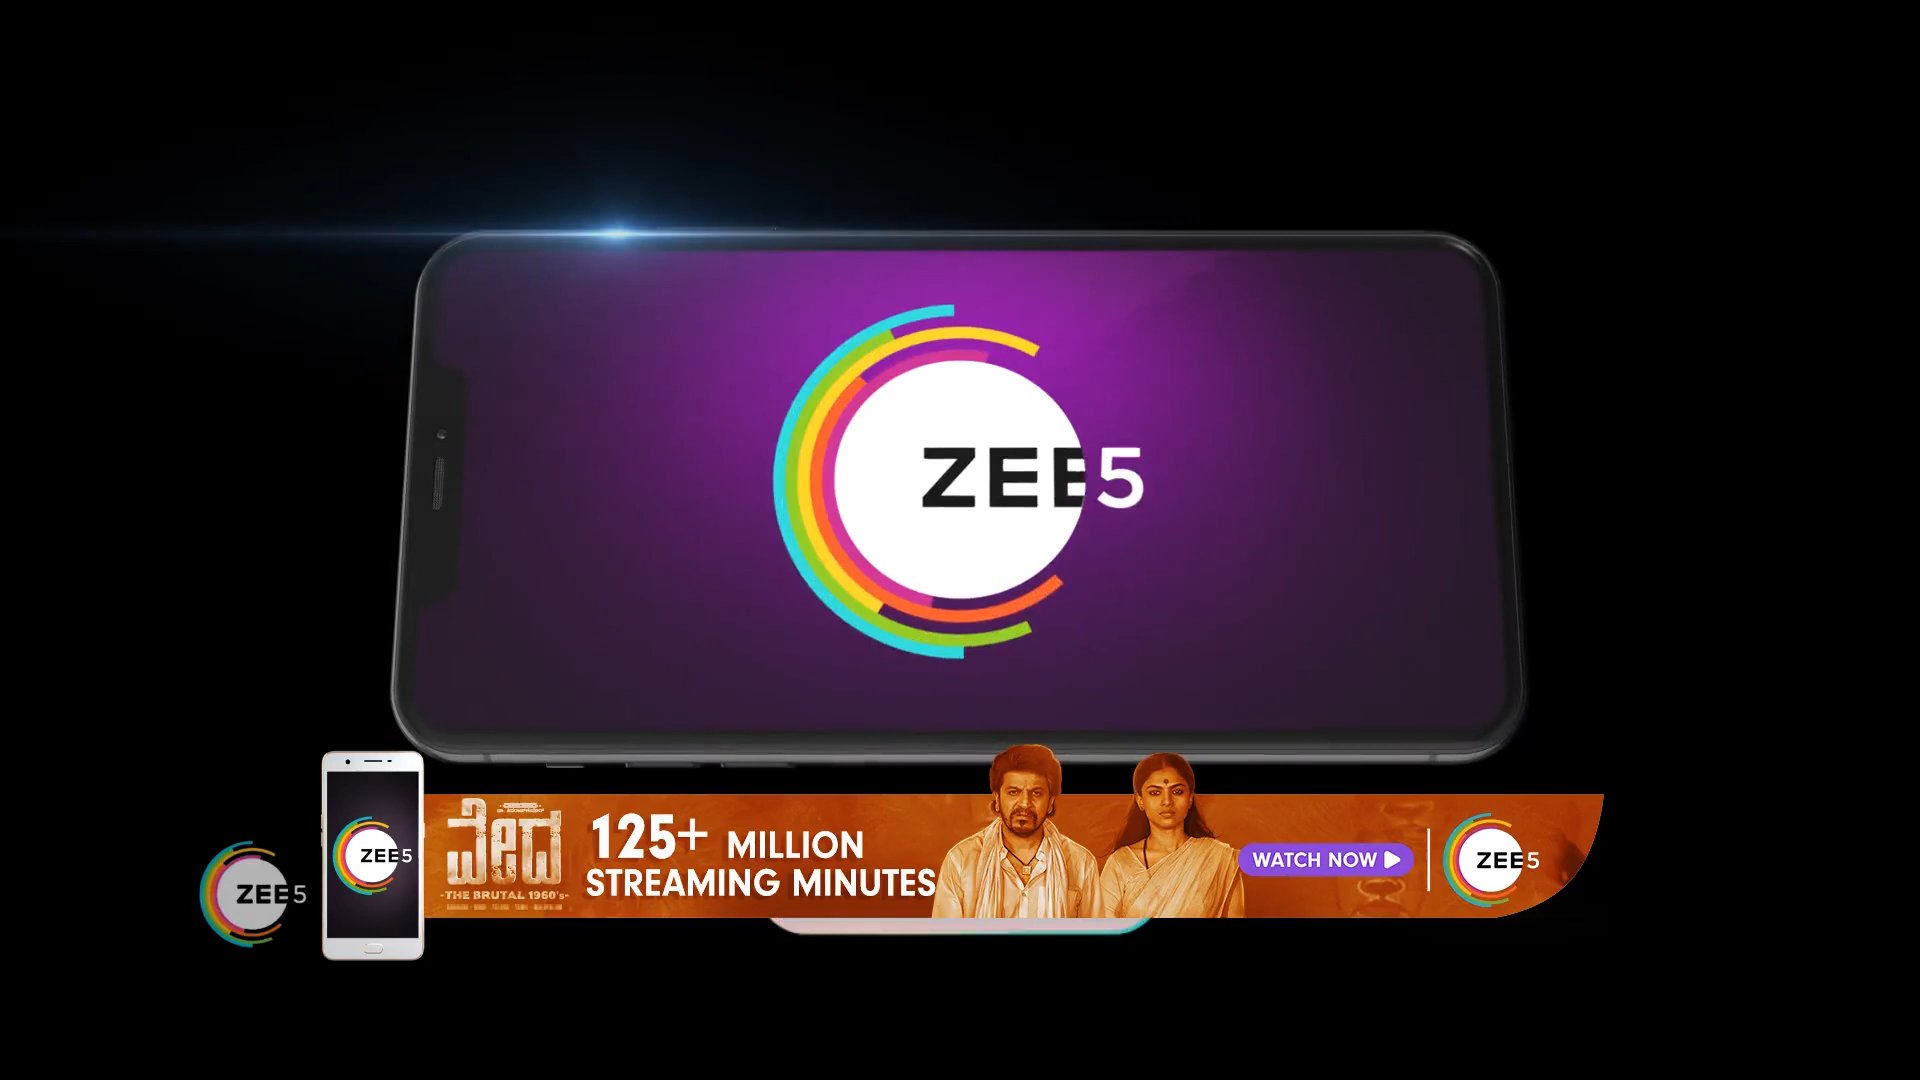 ZEE5
ವೇದ
-THE BRUTAL 1960's-
125+ MILLION
STREAMING MINUTES
WATCH NOW
ZEE5
ZEE5
ZEE5